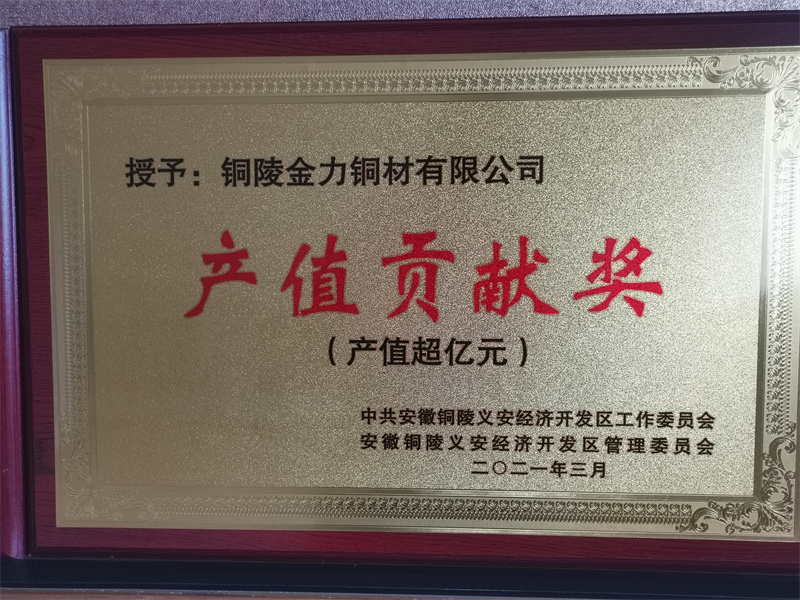 授予：铜陵金力铜材有限公司
产值贡献奖
（产值超亿元）
中共安徽铜陵义安经济开发区工作委员会
安徽铜陵义安经济开发区管理委员会
二〇二一年三月